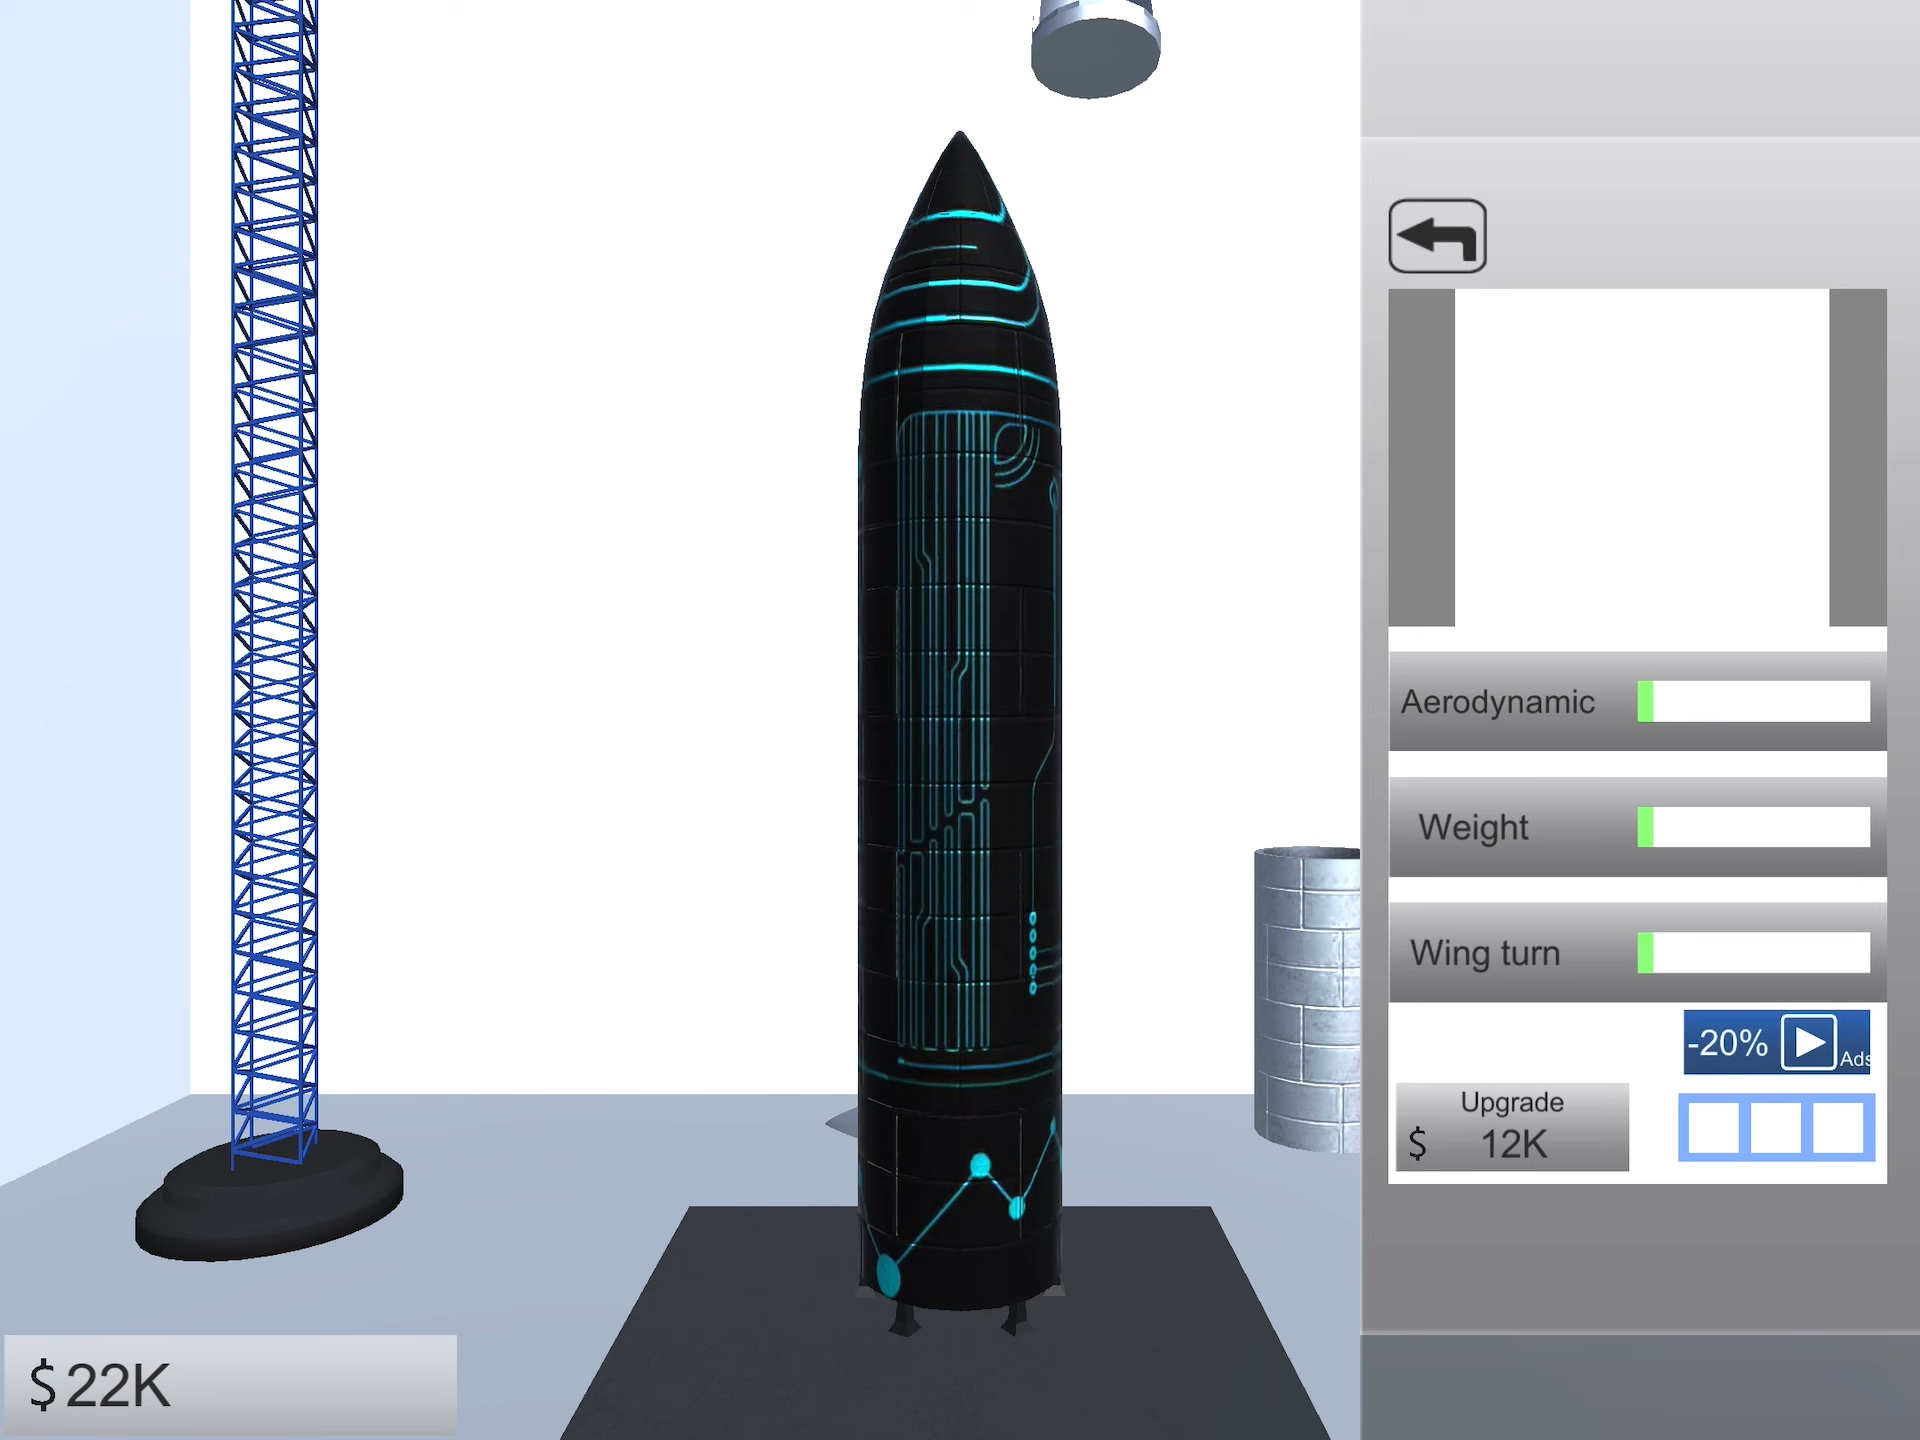 Aerodynamic
Weight
Wing turn
-20% Ads
Upgrade
$ 12K
$22K